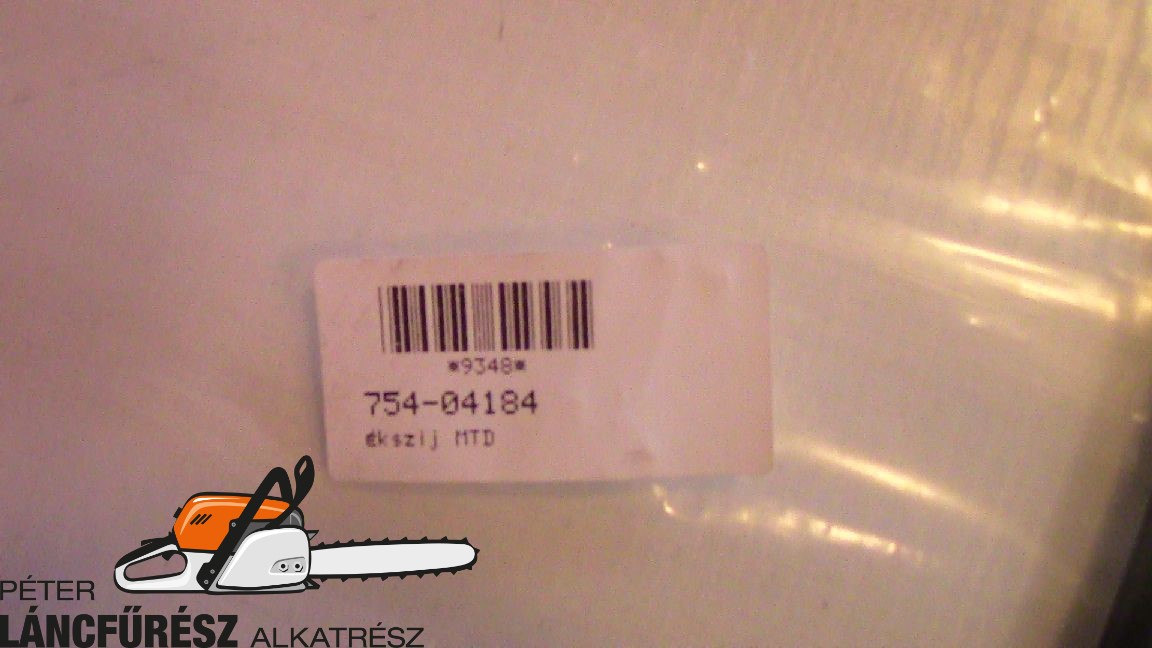 *9348*
754-04184
ékszij MTD
PÉTER
LÁNCFŰRÉSZ ALKATRÉSZ